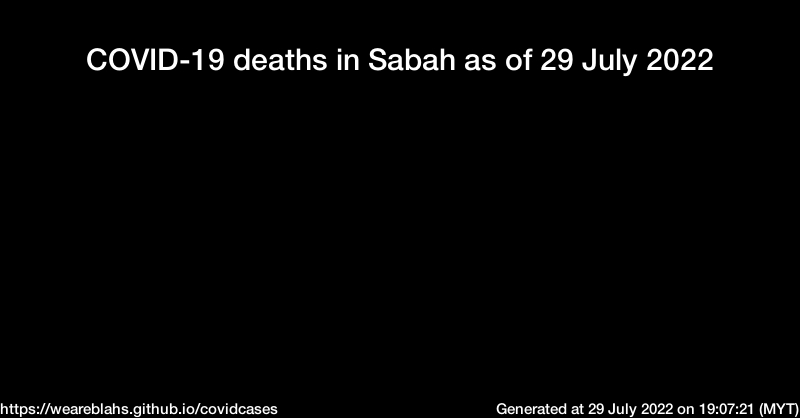 COVID-19 deaths in Sabah as of 29 July 2022
https://weareblahs.github.io/covidcases
Generated at 29 July 2022 on 19:07:21 (MYT)